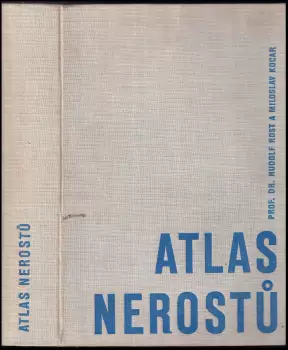 ATLAS NEROSTŮ
PROF. DR. RUDOLF ROST A MILOSLAV KOCAR
ATLAS
NEROSTŮ